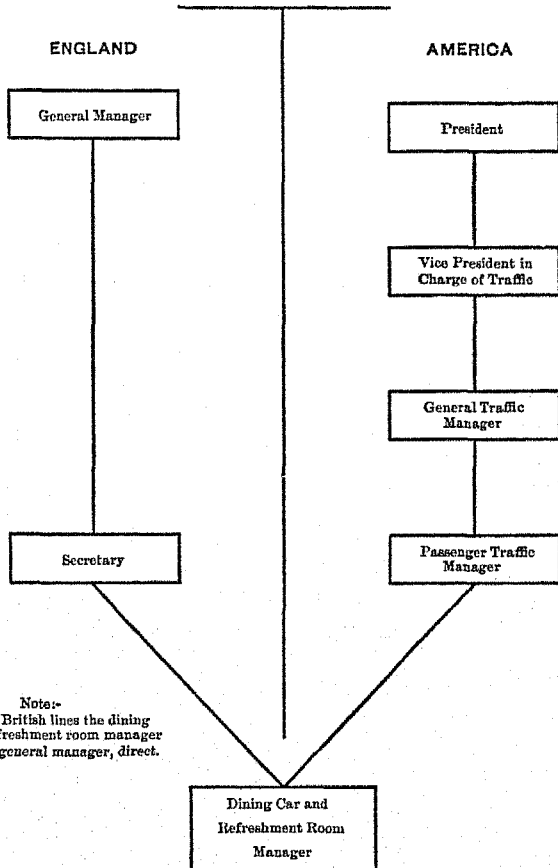 ENGLAND
General Manager
Secretary
Note:-
British lines the dining
room manager
general manager, direct.
AMERICA
President
Vice President in
Charge of Traffic
General Traffic
Manager
Passenger Traffic
Manager
Dining Car and
Refreshment Room
Manager